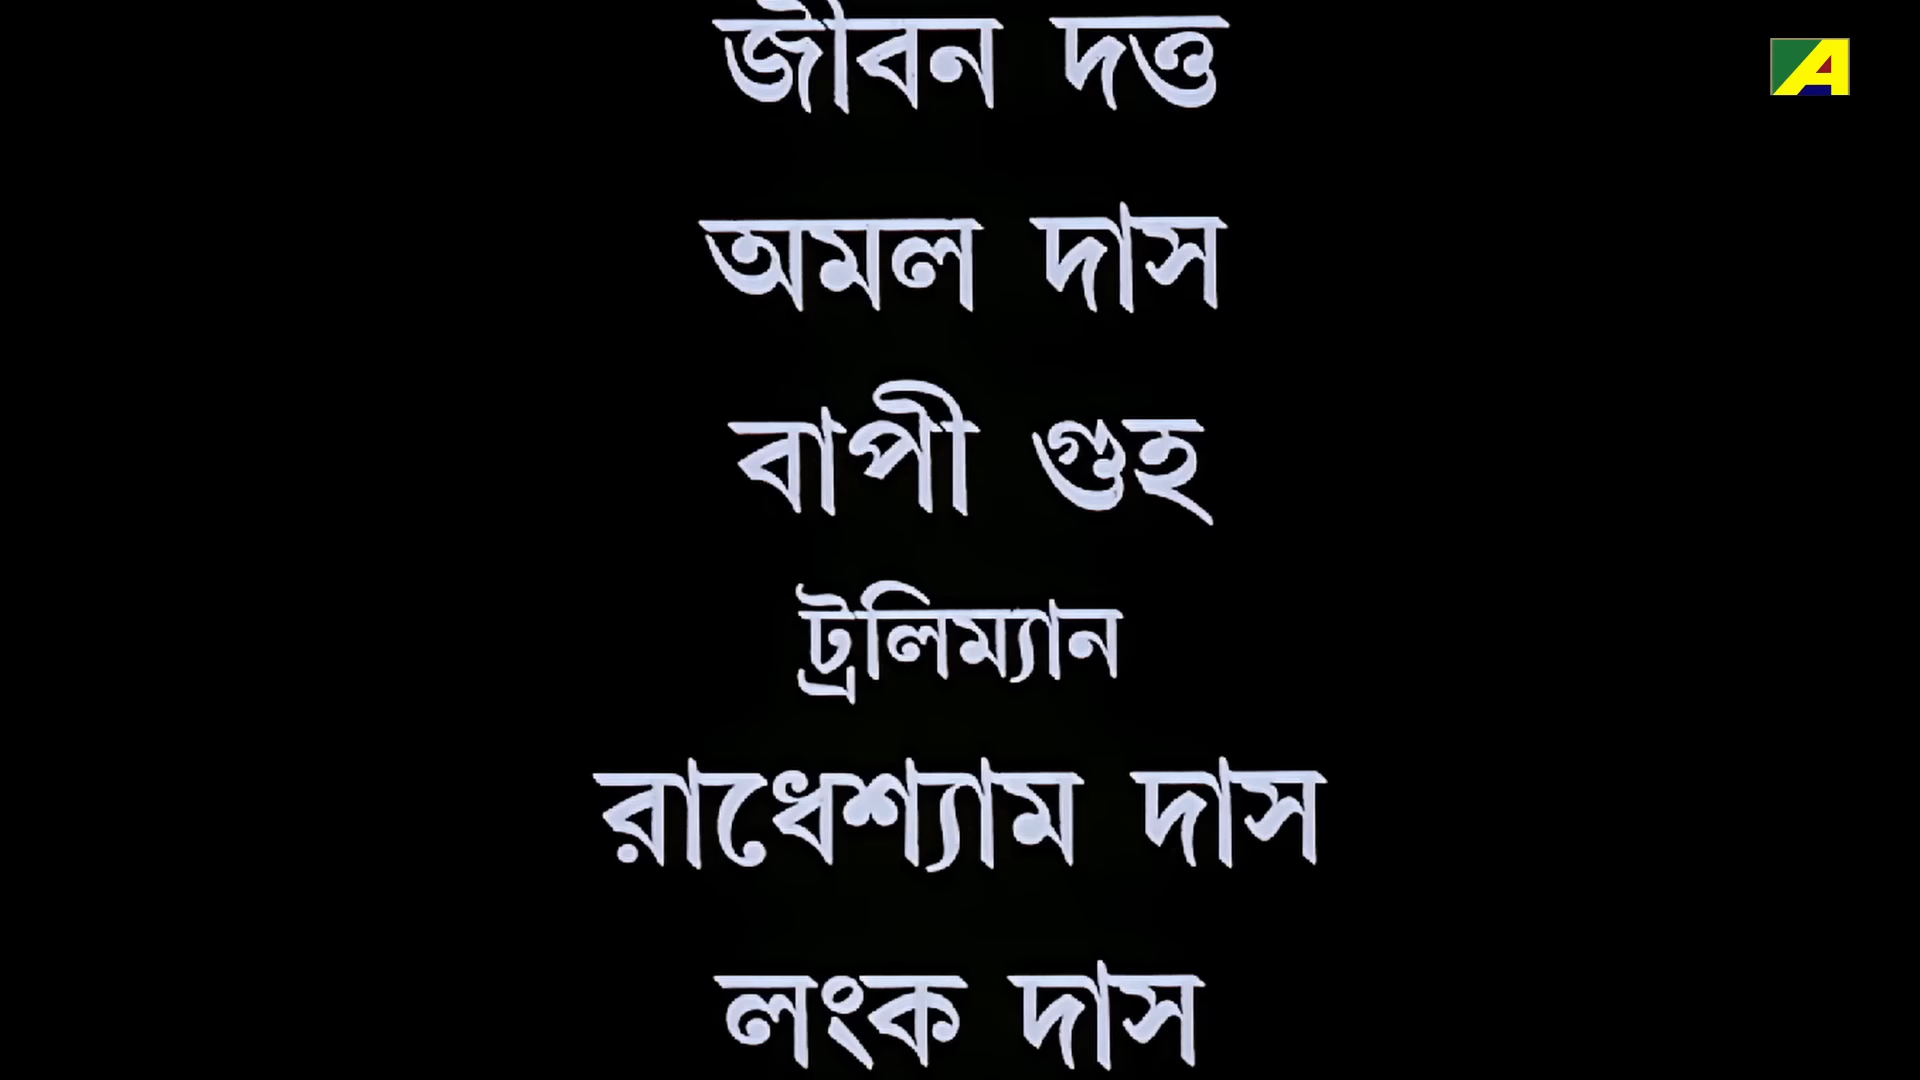 জীবন দত্ত
অমল দাস
বাপী গুহ
ট্রলিম্যান
রাধেশ্যাম দাস
লংক দাস
A